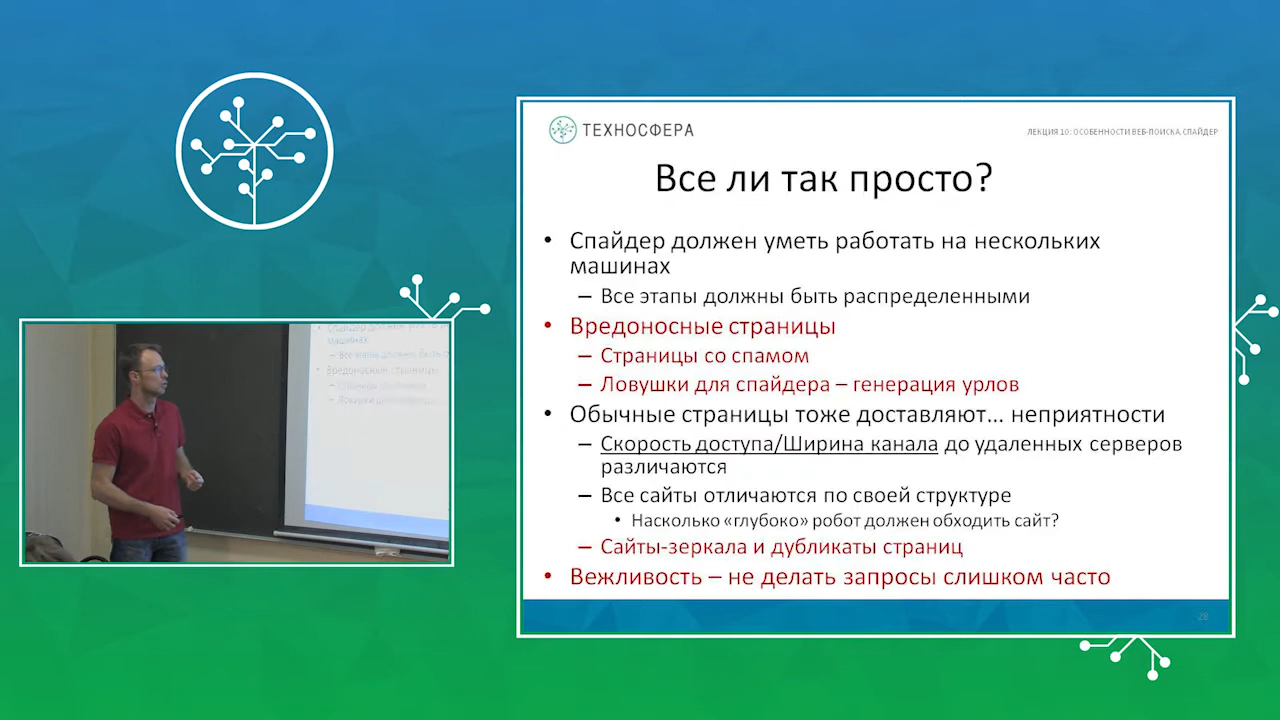 ТЕХНОСФЕРА
ЛЕКЦИЯ 10: ОСОБЕННОСТИ ВЕБ-ПОИСКА. СПАЙДЕР
Все ли так просто?
• Спайдер должен уметь работать на нескольких
машинах
– Все этапы должны быть распределенными
• Вредоносные страницы
– Страницы со спамом
– Ловушки для спайдера – генерация урлов
• Обычные страницы тоже доставляют... неприятности
– Скорость доступа/Ширина канала до удаленных серверов
различаются
– Все сайты отличаются по своей структуре
• Насколько «глубоко» робот должен обходить сайт?
– Сайты-зеркала и дубликаты страниц
• Вежливость – не делать запросы слишком часто
28